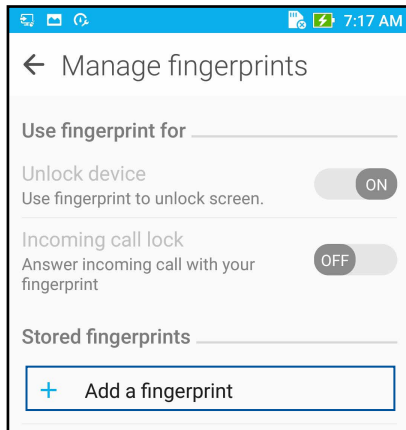 7:17 AM
Manage fingerprints
Use fingerprint for
Unlock device
ON
Use fingerprint to unlock screen.
Incoming call lock
OFF
Answer incoming call with your
fingerprint
Stored fingerprints
+ Add a fingerprint